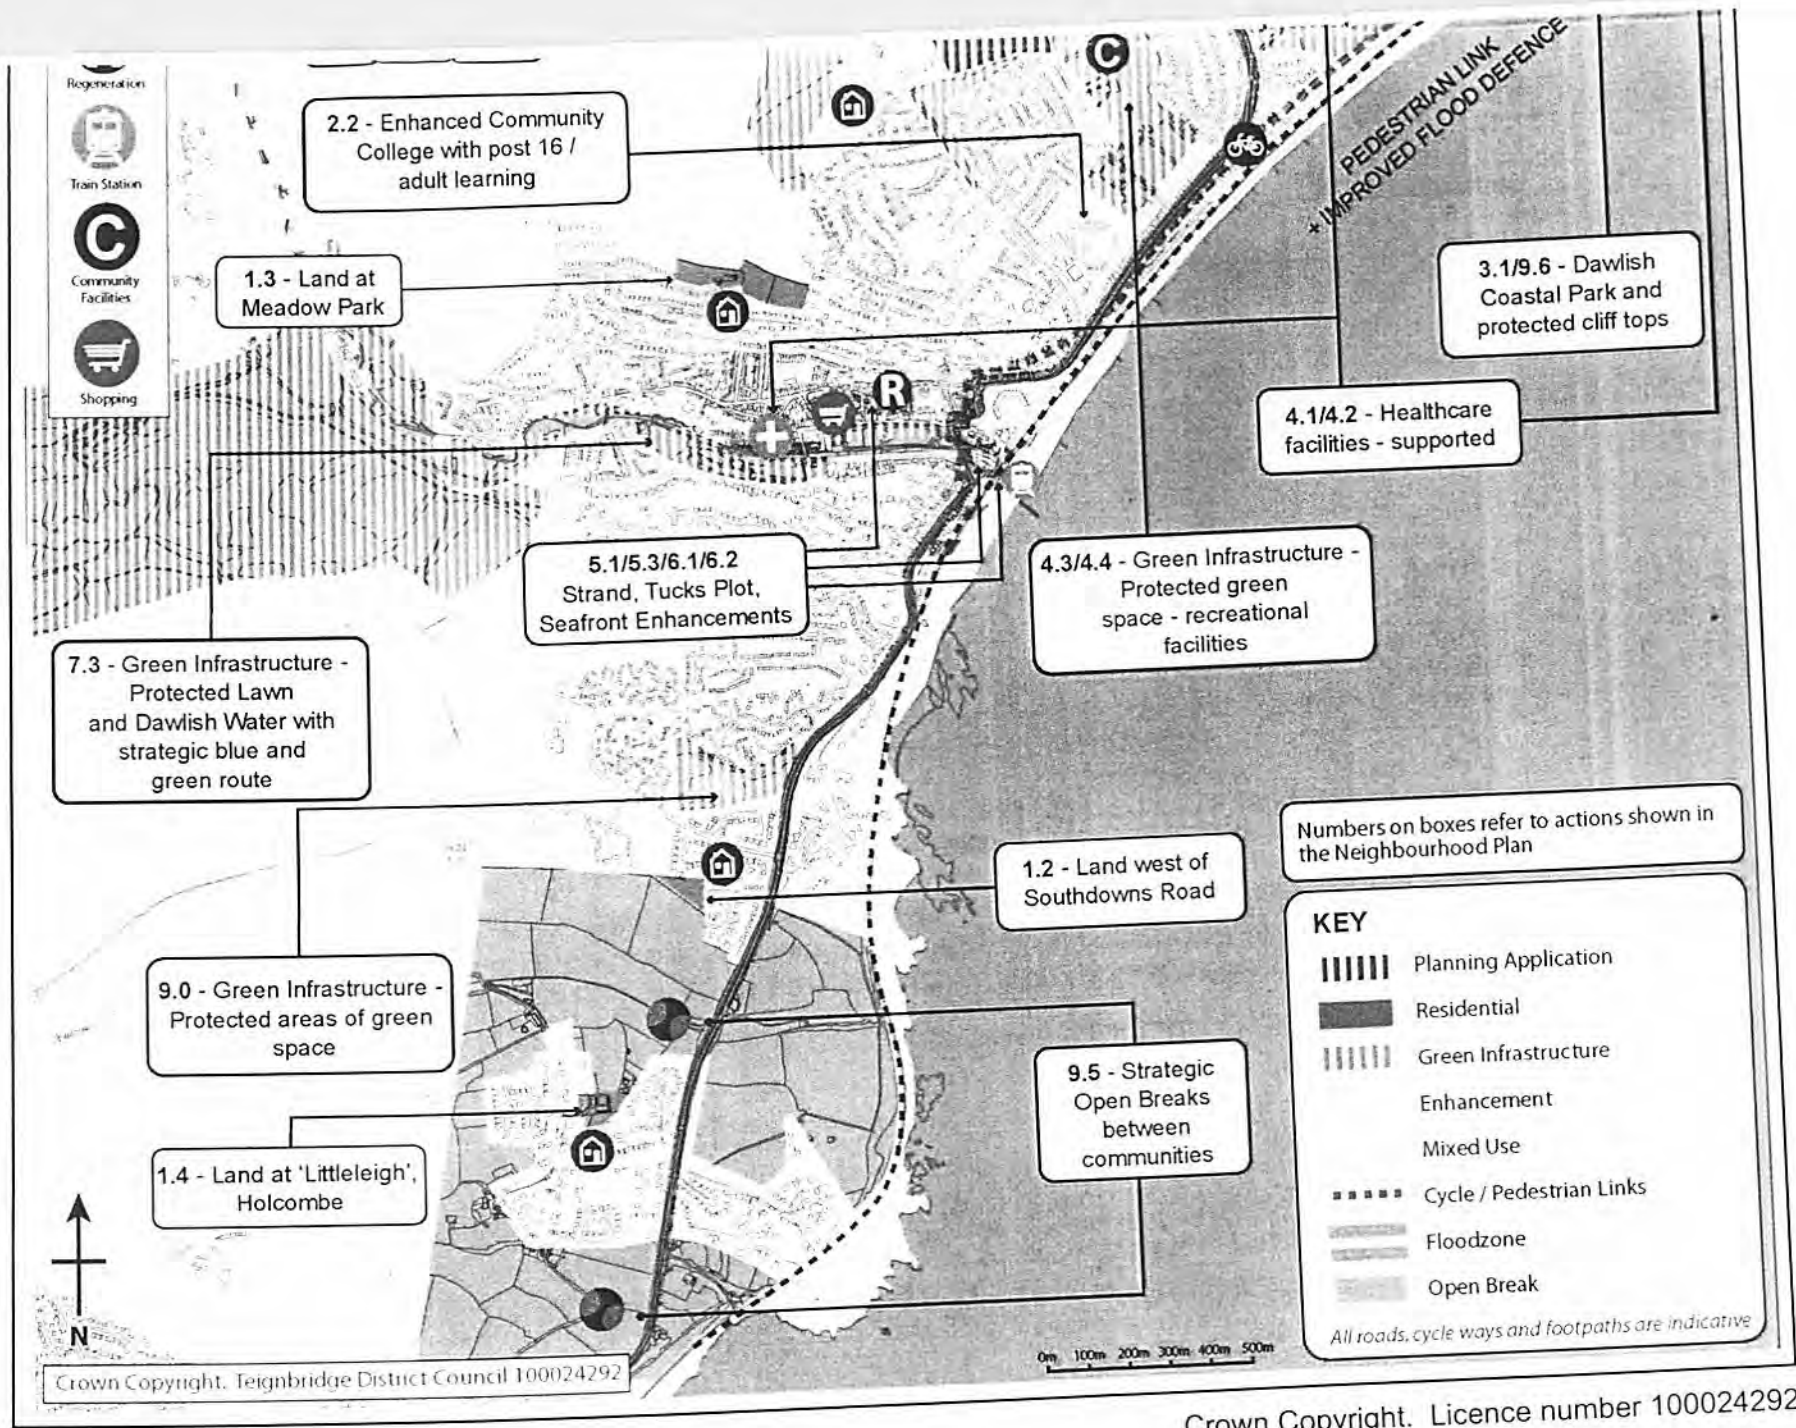 Regeneration
Train Station
C
Community
Facilities
Shopping
2.2 - Enhanced Community
College with post 16 /
adult learning
C
PEDESTRIAN LINK
+ IMPROVED FLOOD DEFENCE
1.3 - Land at
Meadow Park
3.1/9.6 - Dawlish
Coastal Park and
protected cliff tops
R
4.1/4.2 - Healthcare
facilities - supported
5.1/5.3/6.1/6.2
Strand, Tucks Plot,
Seafront Enhancements
4.3/4.4 - Green Infrastructure -
Protected green
space - recreational
facilities
7.3 - Green Infrastructure -
Protected Lawn
and Dawlish Water with
strategic blue and
green route
Numbers on boxes refer to actions shown in
the Neighbourhood Plan
1.2 - Land west of
Southdowns Road
9.0 - Green Infrastructure -
Protected areas of green
space
9.5 - Strategic
Open Breaks
between
communities
1.4 - Land at 'Littleleigh',
Holcombe
KEY
Planning Application
Residential
Green Infrastructure
Enhancement
Mixed Use
Cycle / Pedestrian Links
Floodzone
Open Break
All roads, cycle ways and footpaths are indicative
N
0m 100m 200m 300m 400m 500m
Crown Copyright. Teignbridge District Council 100024292
Crown Copyright. Licence number 100024292